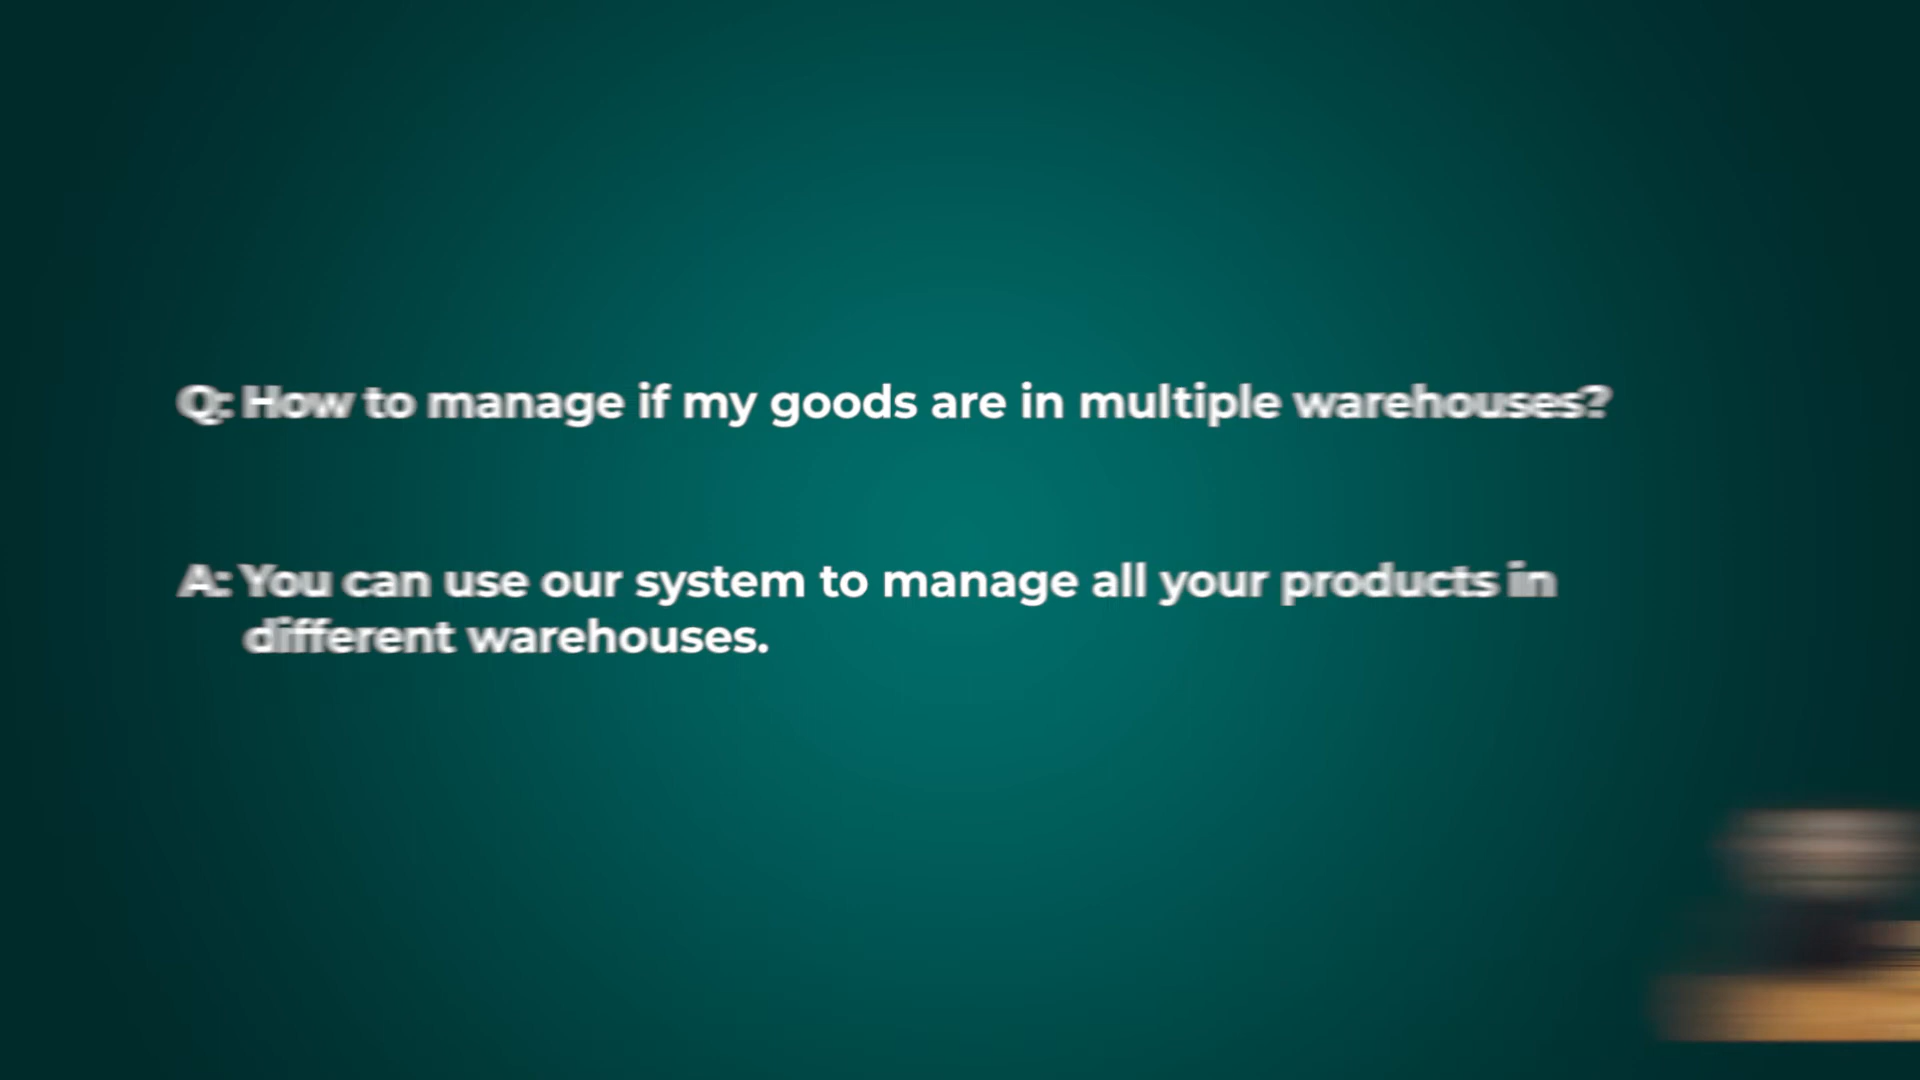 Q: How to manage if my goods are in multiple warehouses?
A: You can use our system to manage all your products in
different warehouses.